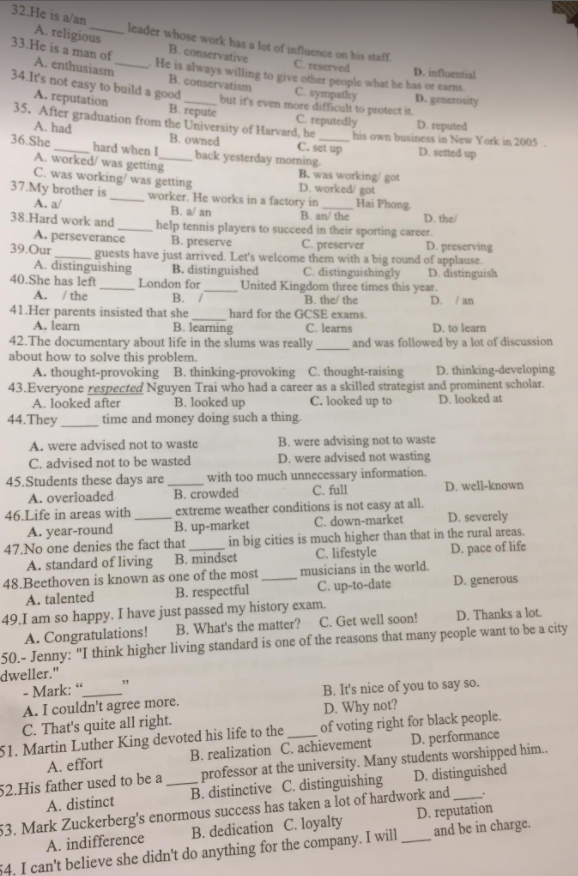 32.He is a/an ______ leader whose work has a lot of influence on his staff.
A. religious B. conservative C. reserved D. influential
33.He is a man of ______. He is always willing to give other people what he has or earns.
A. enthusiasm B. conservatism C. sympathy D. generosity
34.It's not easy to build a good ______ but it's even more difficult to protect it.
A. reputation B. repute C. reputedly D. reputed
35. After graduation from the University of Harvard, he ______ his own business in New York in 2005 .
A. had B. owned C. set up D. setted up
36.She ______ hard when I______ back yesterday morning.
A. worked/ was getting B. was working/ got
C. was working/ was getting D. worked/ got
37.My brother is ______ worker. He works in a factory in ______ Hai Phong.
A. a/ B. a/ an B. an/ the D. the/
38.Hard work and ______ help tennis players to succeed in their sporting career.
A. perseverance B. preserve C. preserver D. preserving
39.Our ______ guests have just arrived. Let's welcome them with a big round of applause.
A. distinguishing B. distinguished C. distinguishingly D. distinguish
40.She has left ______ London for ______ United Kingdom three times this year.
A. / the B. / B. the/ the D. / an
41.Her parents insisted that she ______ hard for the GCSE exams.
A. learn B. learning C. learns D. to learn
42.The documentary about life in the slums was really ______ and was followed by a lot of discussion
about how to solve this problem.
A. thought-provoking B. thinking-provoking C. thought-raising D. thinking-developing
43.Everyone respected Nguyen Trai who had a career as a skilled strategist and prominent scholar.
A. looked after B. looked up C. looked up to D. looked at
44.They ______ time and money doing such a thing.
A. were advised not to waste B. were advising not to waste
C. advised not to be wasted D. were advised not wasting
45.Students these days are ______ with too much unnecessary information.
A. overloaded B. crowded C. full D. well-known
46.Life in areas with ______ extreme weather conditions is not easy at all.
A. year-round B. up-market C. down-market D. severely
47.No one denies the fact that ______ in big cities is much higher than that in the rural areas.
A. standard of living B. mindset C. lifestyle D. pace of life
48.Beethoven is known as one of the most ______ musicians in the world.
A. talented B. respectful C. up-to-date D. generous
49.I am so happy. I have just passed my history exam.
A. Congratulations! B. What's the matter? C. Get well soon! D. Thanks a lot.
50.- Jenny: "I think higher living standard is one of the reasons that many people want to be a city
dweller."
- Mark: “______”
A. I couldn't agree more. B. It's nice of you to say so.
C. That's quite all right. D. Why not?
51. Martin Luther King devoted his life to the ____ of voting right for black people.
A. effort B. realization C. achievement D. performance
52.His father used to be a ____ professor at the university. Many students worshipped him..
A. distinct B. distinctive C. distinguishing D. distinguished
53. Mark Zuckerberg's enormous success has taken a lot of hardwork and ____.
A. indifference B. dedication C. loyalty D. reputation
54. I can't believe she didn't do anything for the company. I will ____ and be in charge.